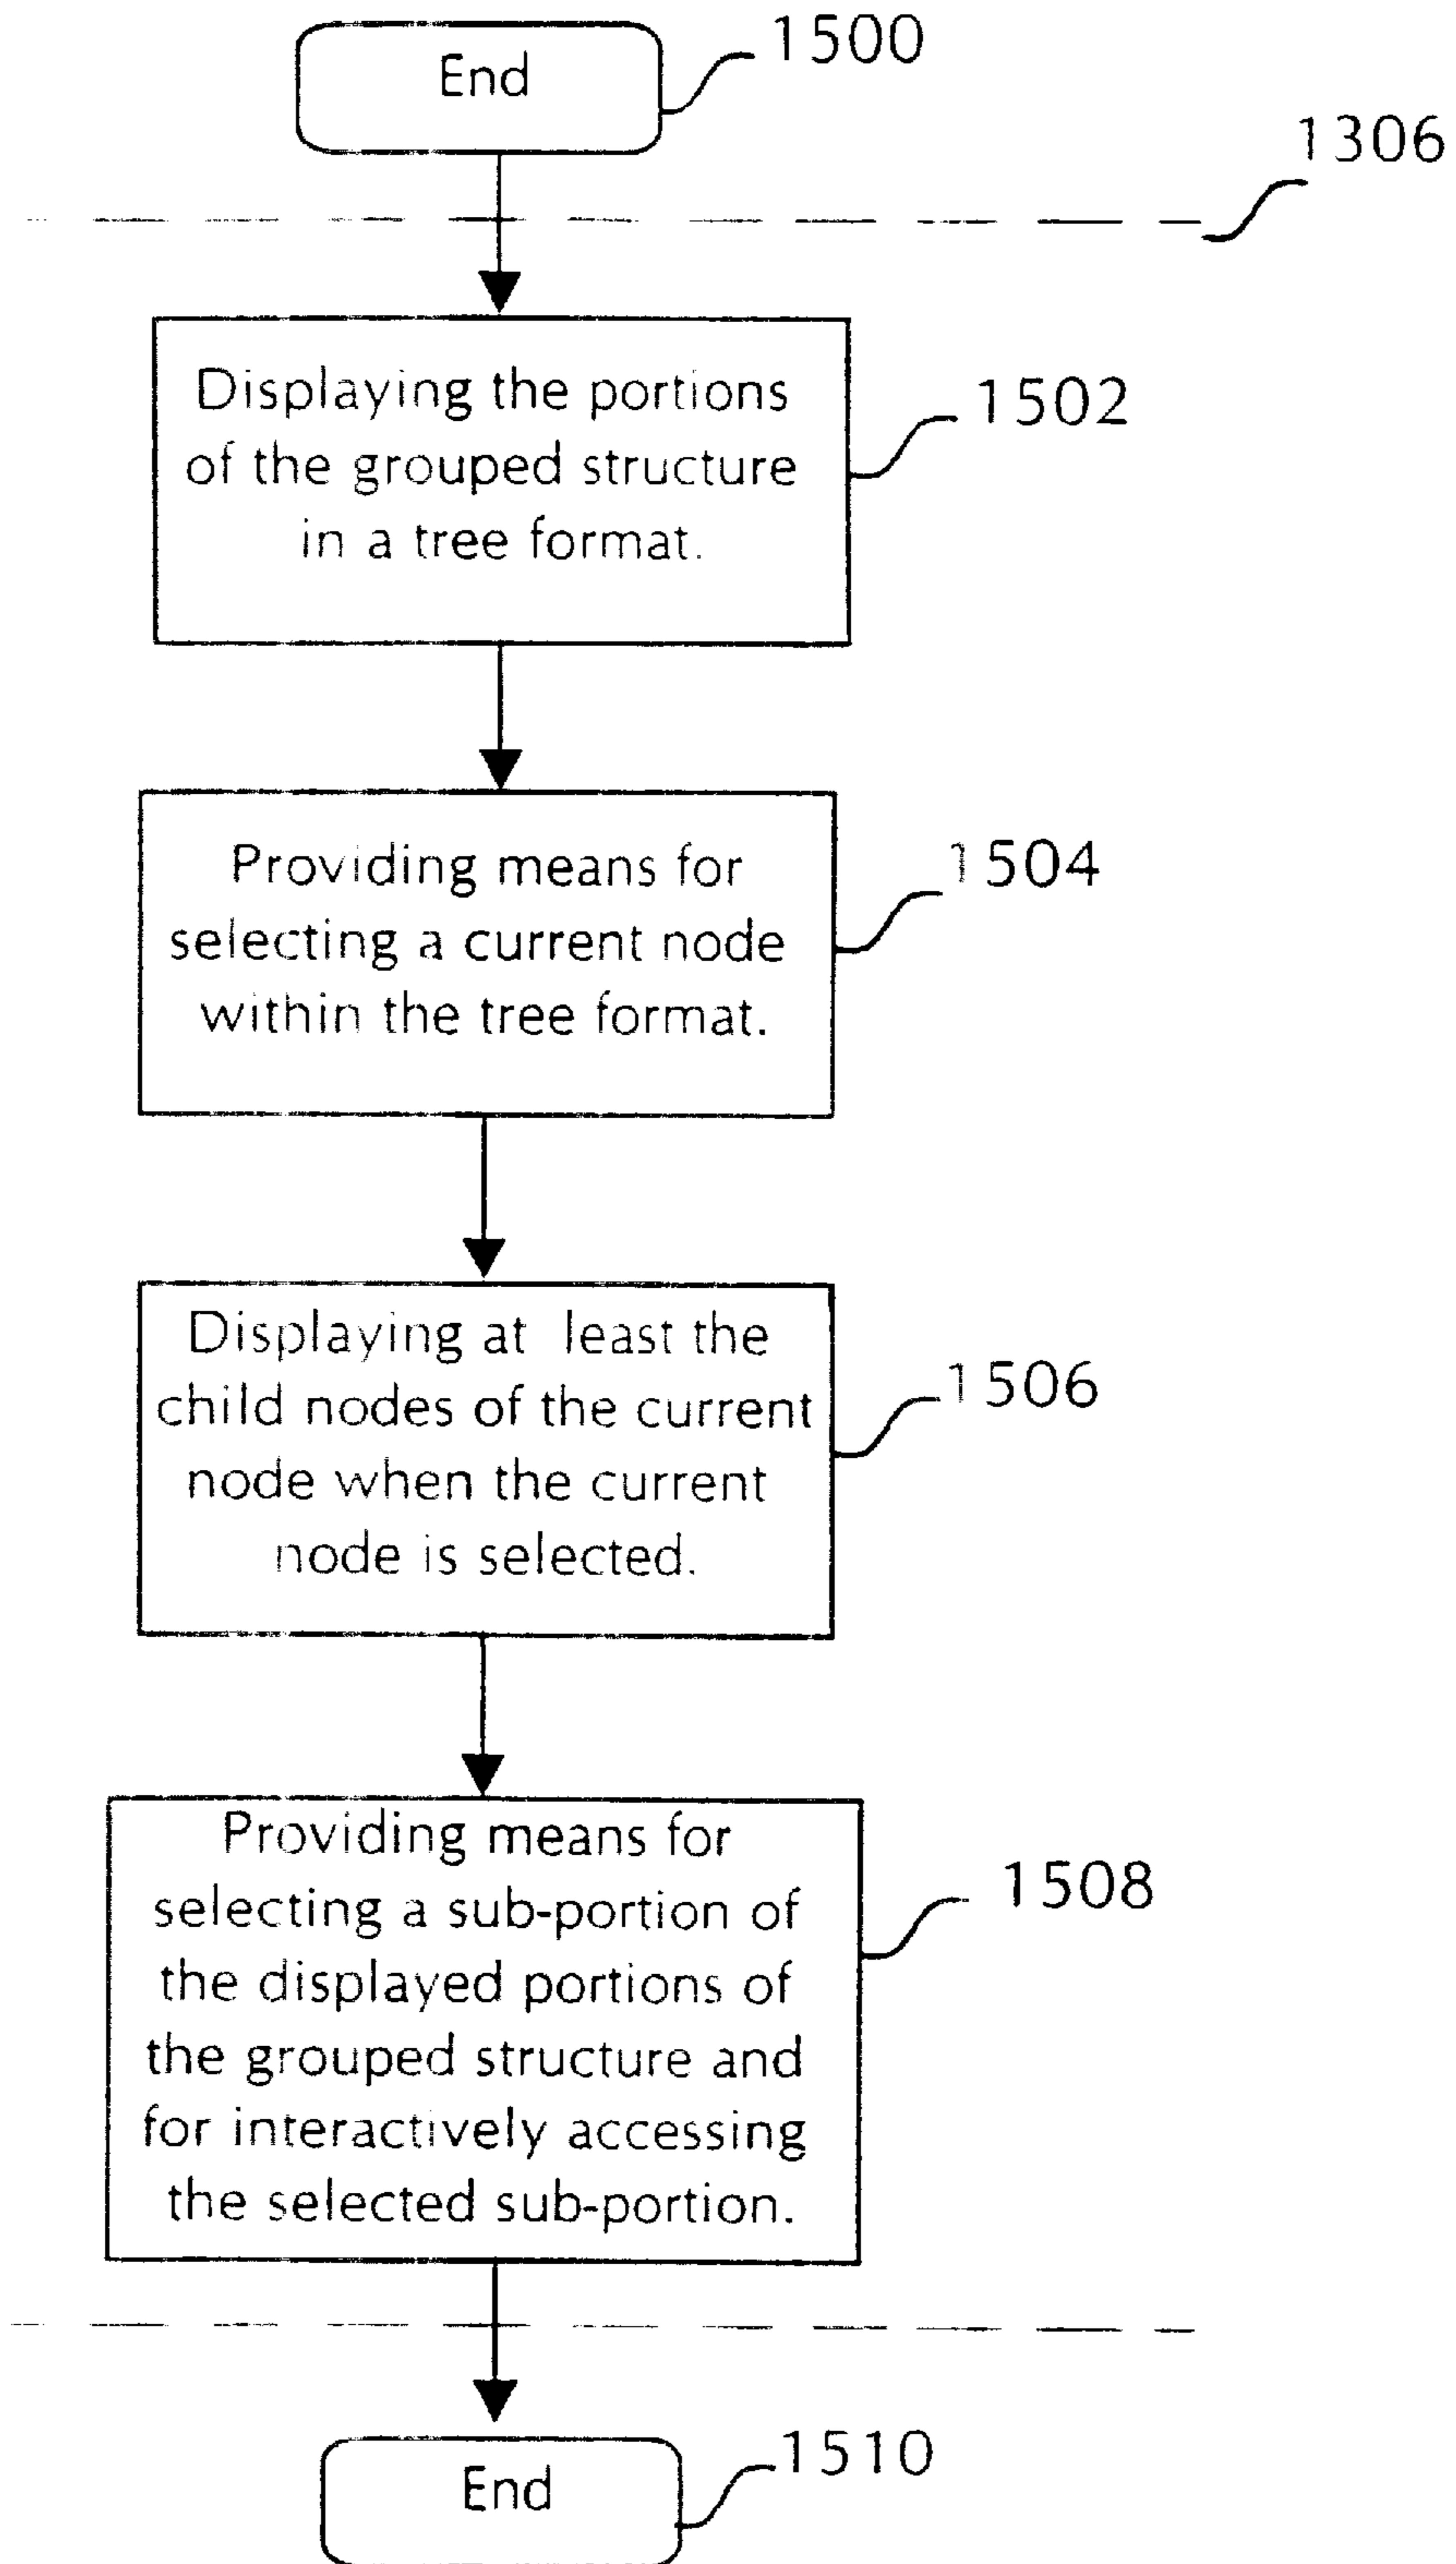 End
1500
1306
Displaying the portions
of the grouped structure
in a tree format.
1502
Providing means for
selecting a current node
within the tree format.
1504
Displaying at least the
child nodes of the current
node when the current
node is selected.
1506
Providing means for
selecting a sub-portion of
the displayed portions of
the grouped structure and
for interactively accessing
the selected sub-portion.
1508
End
1510